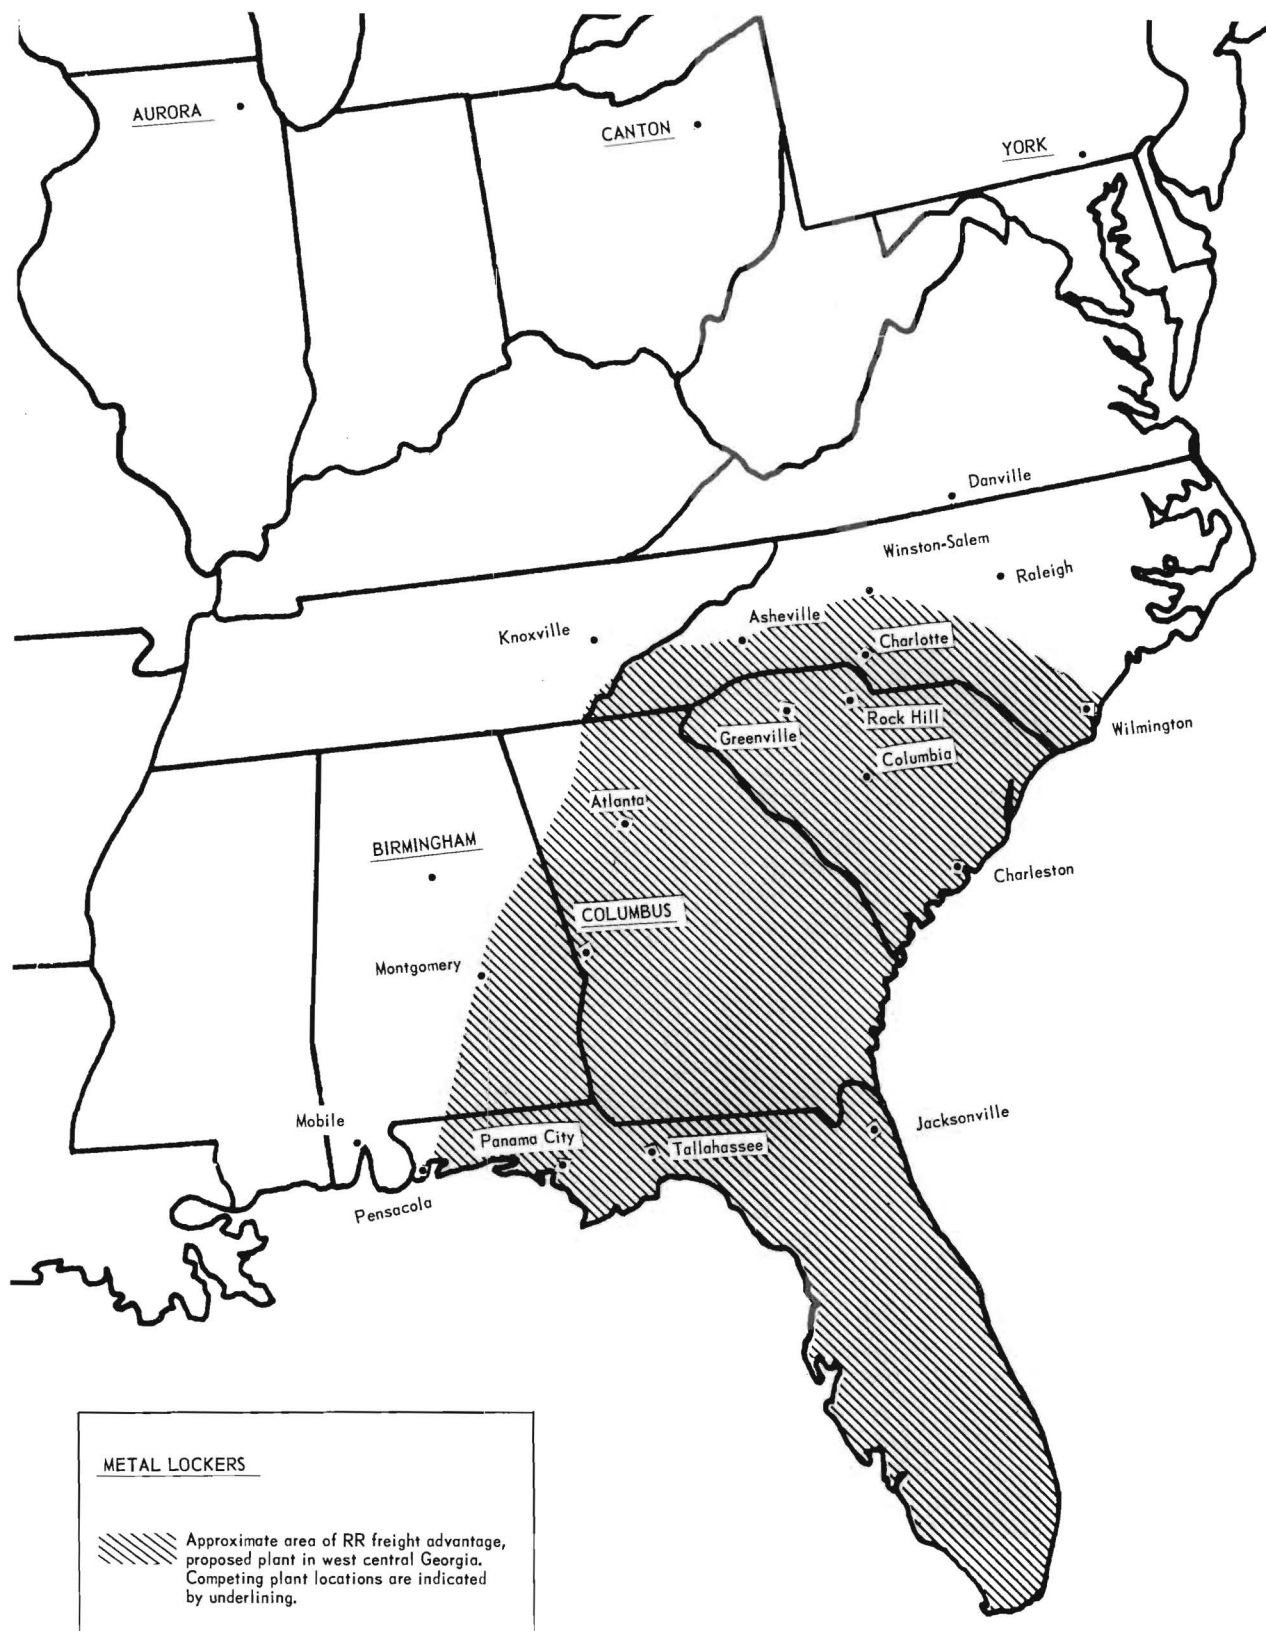 AURORA
CANTON
YORK
Danville
Winston-Salem
Raleigh
Asheville
Knoxville
Charlotte
Rock Hill
Greenville
Wilmington
Columbia
Atlanta
BIRMINGHAM
Charleston
COLUMBUS
Montgomery
Mobile
Jacksonville
Panama City
Tallahassee
Pensacola
METAL LOCKERS
Approximate area of RR freight advantage,
proposed plant in west central Georgia.
Competing plant locations are indicated
by underlining.